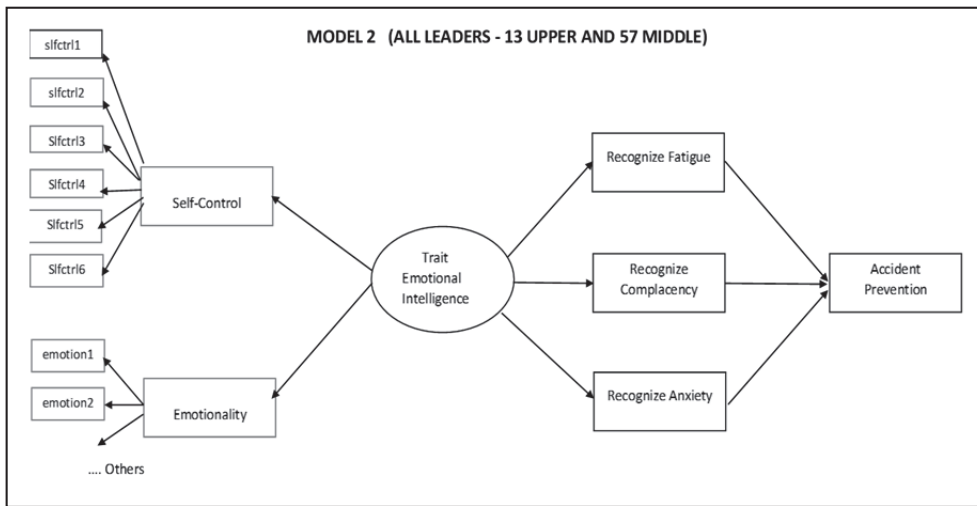 MODEL 2 (ALL LEADERS - 13 UPPER AND 57 MIDDLE)
slfctrl1
slfctrl2
Slfctrl3
Slfctrl4
Slfctrl5
Slfctrl6
Self-Control
emotion1
emotion2
.... Others
Emotionality
Trait
Emotional
Intelligence
Recognize Fatigue
Recognize
Complacency
Recognize Anxiety
Accident
Prevention